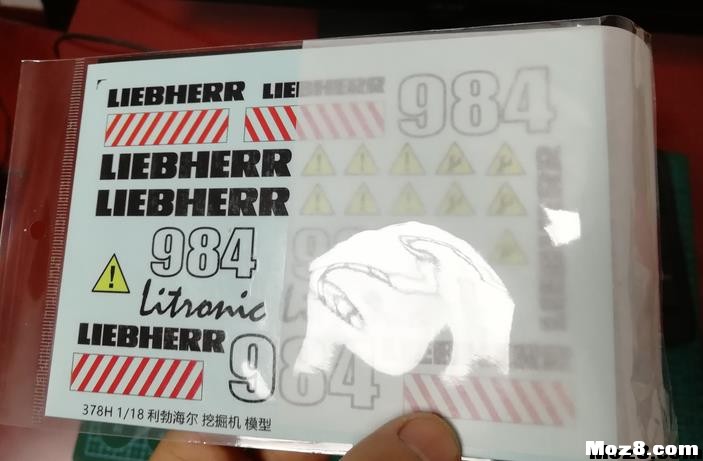 LIEBHERR LIEBHERR 984
LIEBHERR
LIEBHERR
984
Litronic
LIEBHERR
984
378H 1/18 利勃海尔 挖掘机 模型
Moz8.com